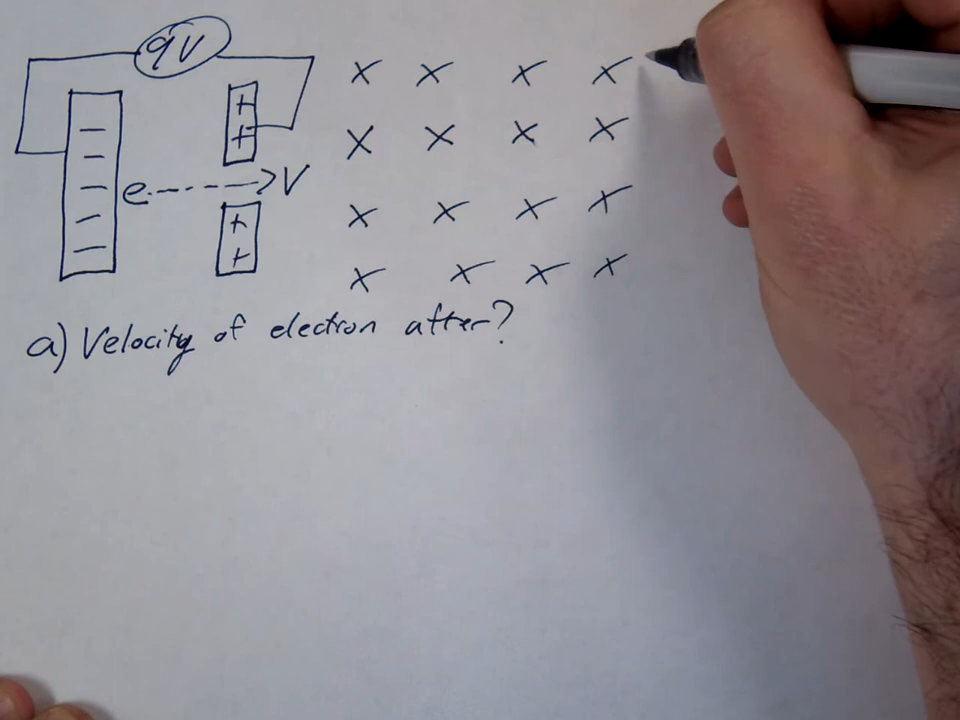 9V
x x x x
+
+
x x x x
e V
+
+
x x x x
x x x x
a) Velocity of electron after?